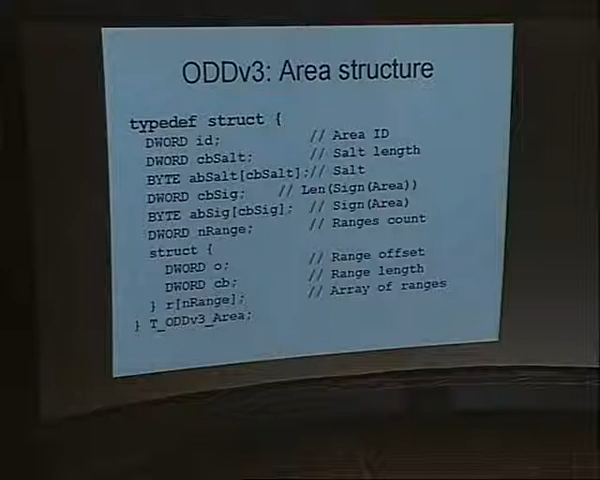 ODDv3: Area structure
typedef struct {
DWORD id; // Area ID
DWORD cbSalt; // Salt length
BYTE abSalt[cbSalt];// Salt
DWORD cbSig; // Len(Sign(Area))
BYTE abSig[cbSig]; // Sign(Area)
DWORD nRange; // Ranges count
struct {
DWORD o; // Range offset
DWORD cb; // Range length
} r[nRange]; // Array of ranges
} T_ODDv3_Area;